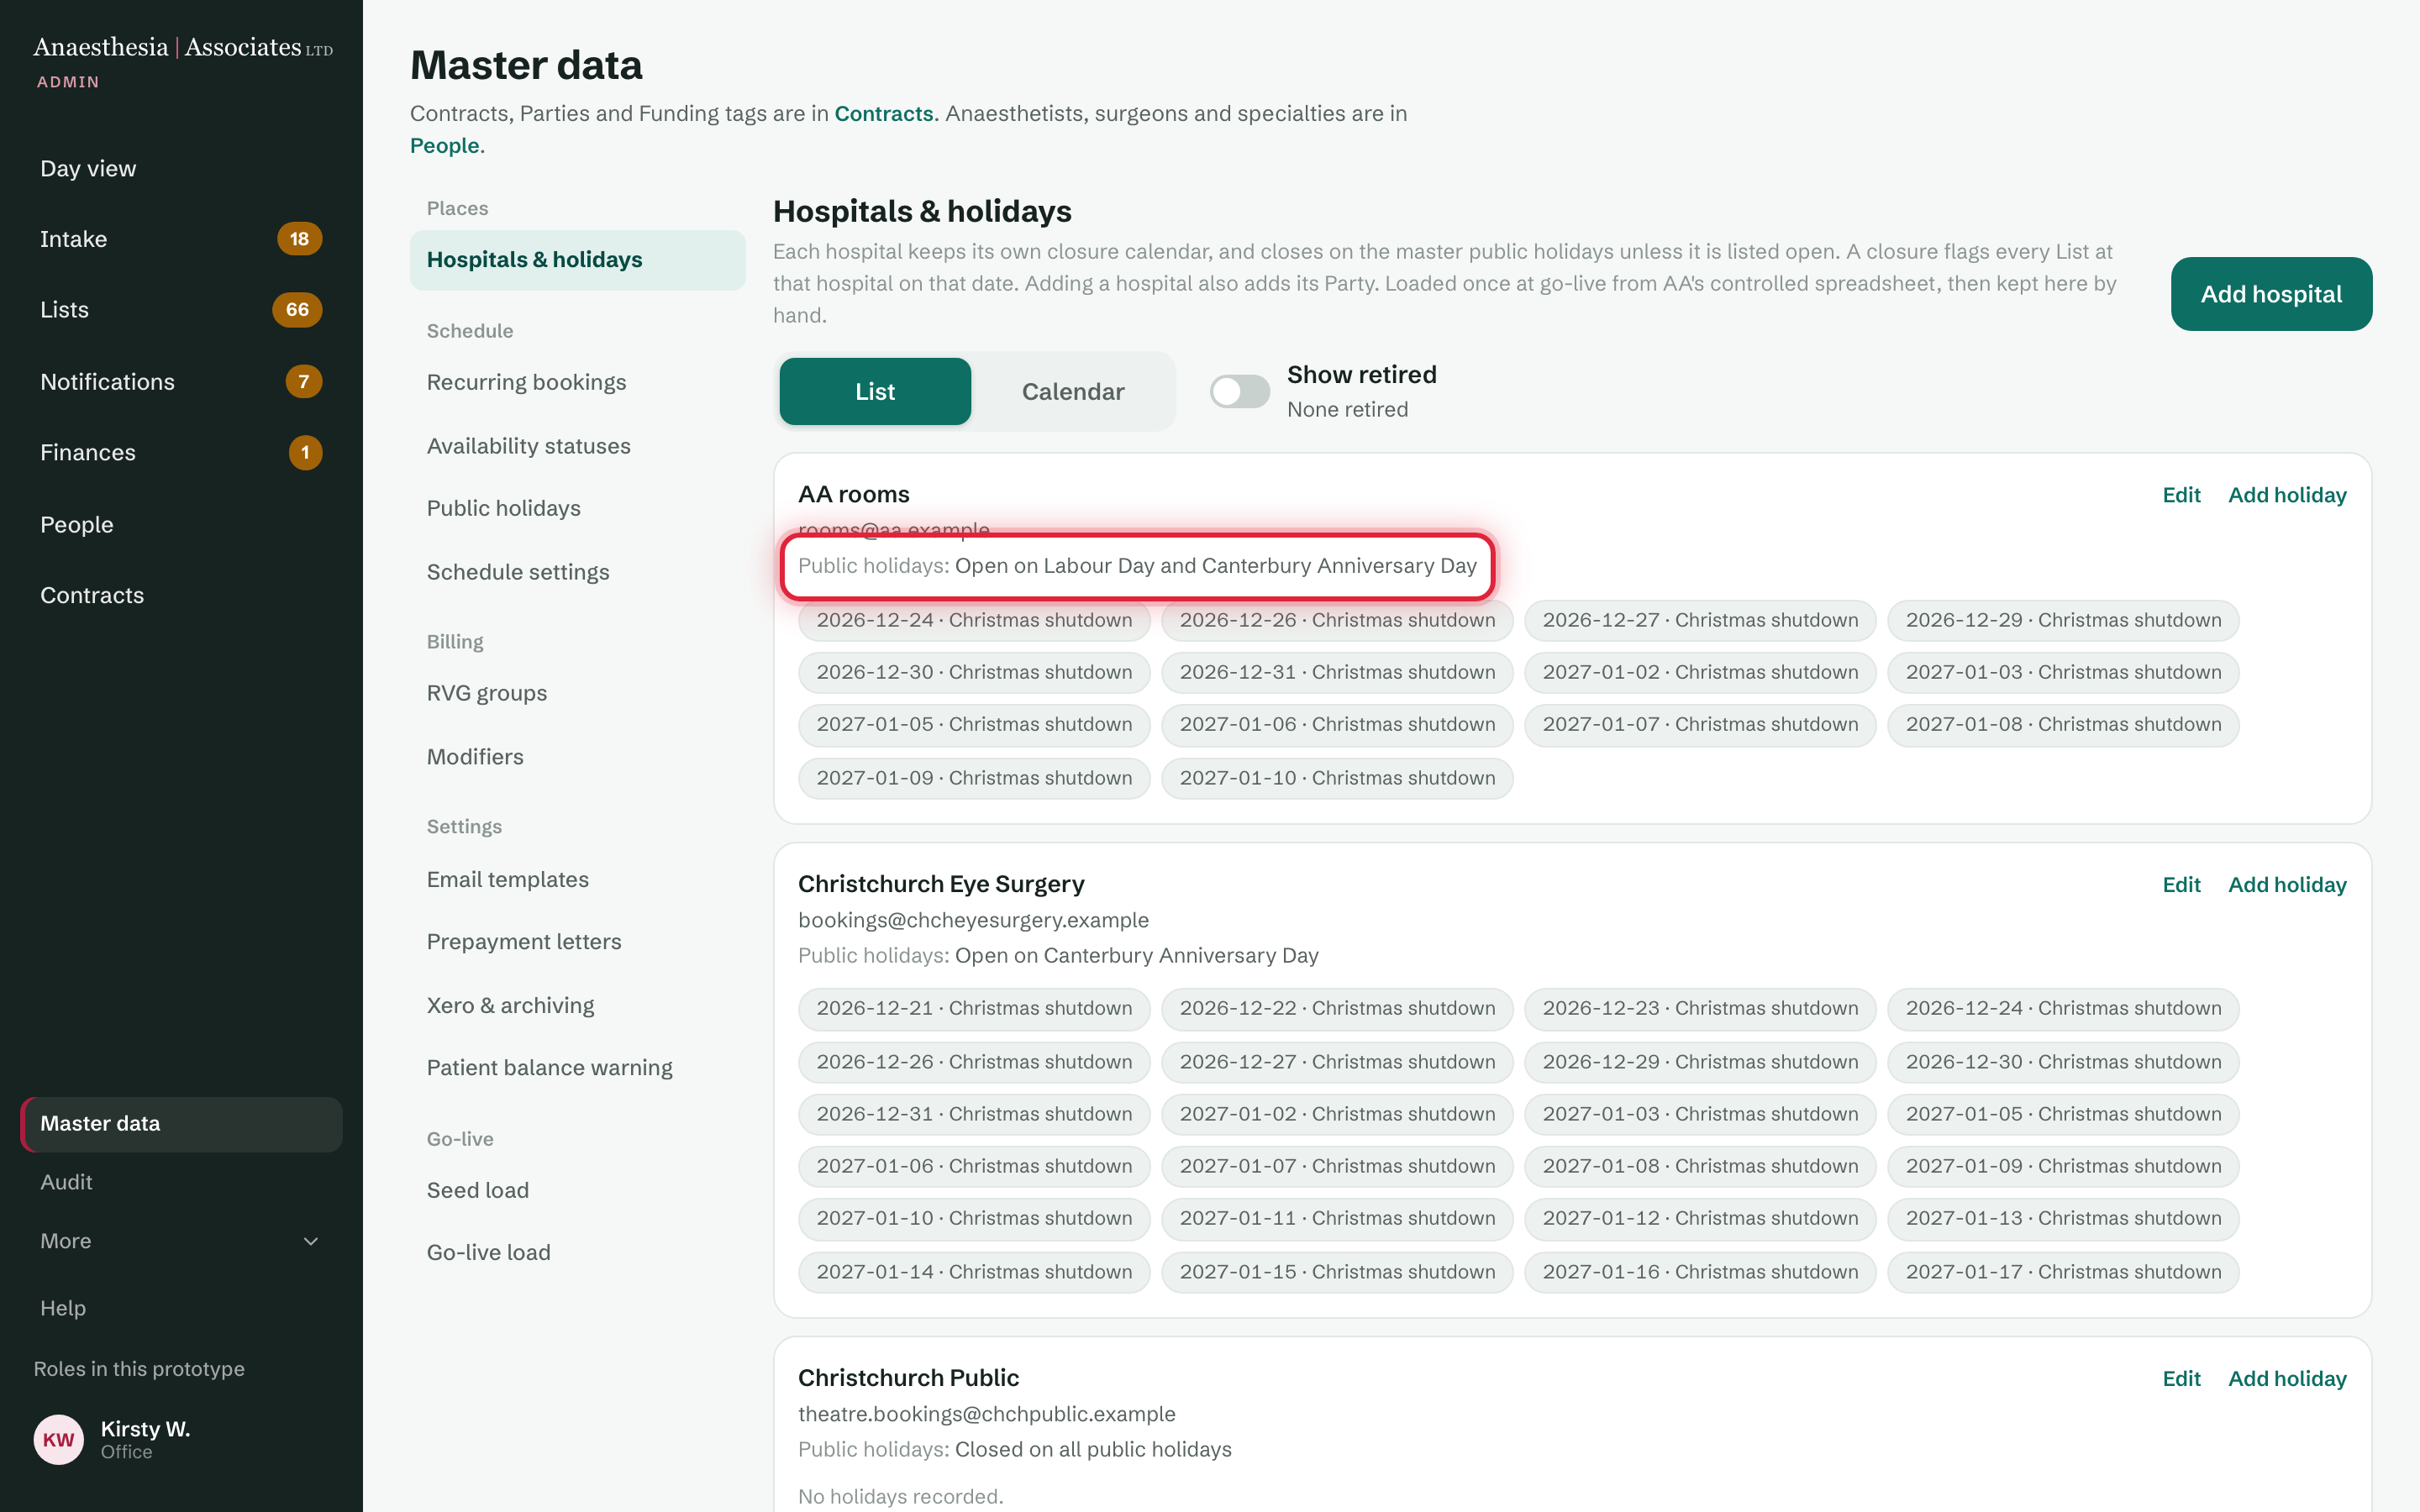 Anaesthesia | Associates LTD
ADMIN
Day view
Intake 18
Lists 66
Notifications 7
Finances 1
People
Contracts
Master data
Audit
More
Help
Roles in this prototype
KW
Kirsty W.
Office
Master data
Contracts, Parties and Funding tags are in Contracts. Anaesthetists, surgeons and specialties are in
People.
Places
Hospitals & holidays
Schedule
Recurring bookings
Availability statuses
Public holidays
Schedule settings
Billing
RVG groups
Modifiers
Settings
Email templates
Prepayment letters
Xero & archiving
Patient balance warning
Go-live
Seed load
Go-live load
Hospitals & holidays
Each hospital keeps its own closure calendar, and closes on the master public holidays unless it is listed open. A closure flags every List at
that hospital on that date. Adding a hospital also adds its Party. Loaded once at go-live from AA's controlled spreadsheet, then kept here by
hand.
Add hospital
List
Calendar
Show retired
None retired
AA rooms
Edit Add holiday
rooms@aa.example
Public holidays: Open on Labour Day and Canterbury Anniversary Day
2026-12-24 · Christmas shutdown 2026-12-26 · Christmas shutdown 2026-12-27 · Christmas shutdown 2026-12-29 · Christmas shutdown
2026-12-30 · Christmas shutdown 2026-12-31 · Christmas shutdown 2027-01-02 · Christmas shutdown 2027-01-03 · Christmas shutdown
2027-01-05 · Christmas shutdown 2027-01-06 · Christmas shutdown 2027-01-07 · Christmas shutdown 2027-01-08 · Christmas shutdown
2027-01-09 · Christmas shutdown 2027-01-10 · Christmas shutdown
Christchurch Eye Surgery
Edit Add holiday
bookings@chcheyesurgery.example
Public holidays: Open on Canterbury Anniversary Day
2026-12-21 · Christmas shutdown 2026-12-22 · Christmas shutdown 2026-12-23 · Christmas shutdown 2026-12-24 · Christmas shutdown
2026-12-26 · Christmas shutdown 2026-12-27 · Christmas shutdown 2026-12-29 · Christmas shutdown 2026-12-30 · Christmas shutdown
2026-12-31 · Christmas shutdown 2027-01-02 · Christmas shutdown 2027-01-03 · Christmas shutdown 2027-01-05 · Christmas shutdown
2027-01-06 · Christmas shutdown 2027-01-07 · Christmas shutdown 2027-01-08 · Christmas shutdown 2027-01-09 · Christmas shutdown
2027-01-10 · Christmas shutdown 2027-01-11 · Christmas shutdown 2027-01-12 · Christmas shutdown 2027-01-13 · Christmas shutdown
2027-01-14 · Christmas shutdown 2027-01-15 · Christmas shutdown 2027-01-16 · Christmas shutdown 2027-01-17 · Christmas shutdown
Christchurch Public
Edit Add holiday
theatre.bookings@chchpublic.example
Public holidays: Closed on all public holidays
No holidays recorded.